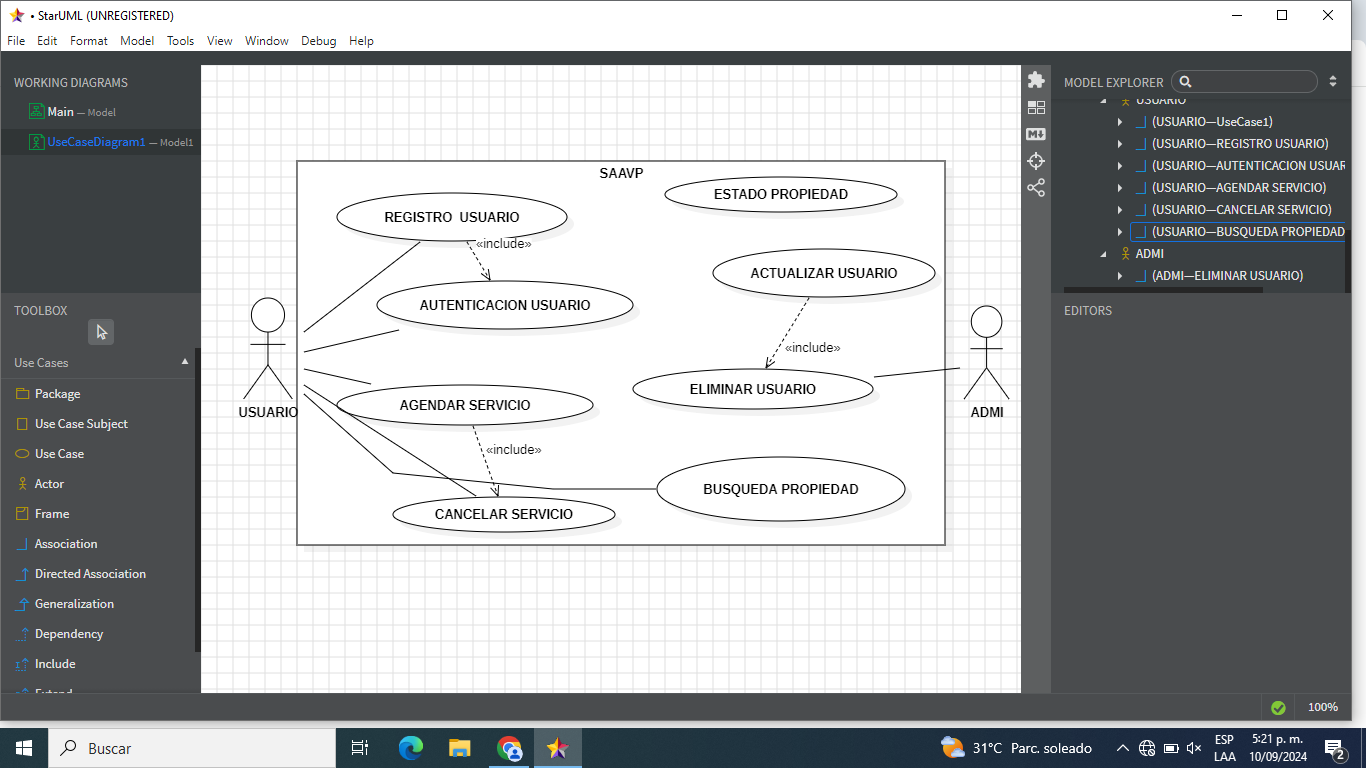 • StarUML (UNREGISTERED)
File Edit Format Model Tools View Window Debug Help
WORKING DIAGRAMS
Main — Model
UseCaseDiagram1 — Model1
TOOLBOX
Use Cases
Package
Use Case Subject
Use Case
Actor
Frame
Association
Directed Association
Generalization
Dependency
Include
Extend
SAAVP
ESTADO PROPIEDAD
REGISTRO USUARIO
«include»
ACTUALIZAR USUARIO
AUTENTICACION USUARIO
«include»
ELIMINAR USUARIO
AGENDAR SERVICIO
USUARIO
ADMI
«include»
BUSQUEDA PROPIEDAD
CANCELAR SERVICIO
MODEL EXPLORER
USUARIO
(USUARIO—UseCase1)
(USUARIO—REGISTRO USUARIO)
(USUARIO—AUTENTICACION USUAR
(USUARIO—AGENDAR SERVICIO)
(USUARIO—CANCELAR SERVICIO)
(USUARIO—BUSQUEDA PROPIEDAD
ADMI
(ADMI—ELIMINAR USUARIO)
EDITORS
100%
Buscar
31°C Parc. soleado
ESP
LAA
5:21 p. m.
10/09/2024
2